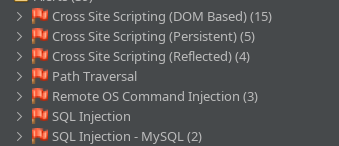 Cross Site Scripting (DOM Based) (15)
Cross Site Scripting (Persistent) (5)
Cross Site Scripting (Reflected) (4)
Path Traversal
Remote OS Command Injection (3)
SQL Injection
SQL Injection - MySQL (2)